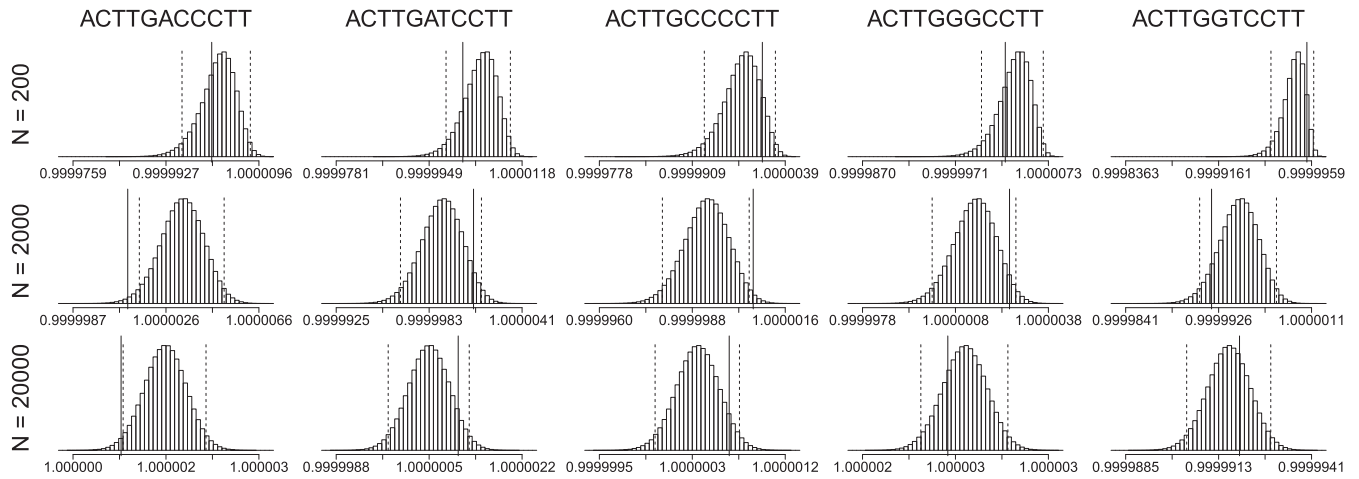 ACTTGACCCTT ACTTGATCCTT ACTTGCCCCTT ACTTGGGCCTT ACTTGGTCCTT
N = 200
0.9999759 0.9999927 1.0000096 0.9999781 0.9999949 1.0000118 0.9999778 0.9999909 1.0000039 0.9999870 0.9999971 1.0000073 0.9998363 0.9999161 0.9999959
N = 2000
0.9999987 1.0000026 1.0000066 0.9999925 0.9999983 1.0000041 0.9999960 0.9999988 1.0000016 0.9999978 1.0000008 1.0000038 0.9999841 0.9999926 1.0000011
N = 20000
1.000000 1.000002 1.000003 0.9999988 1.0000005 1.0000022 0.9999995 1.0000003 1.0000012 1.000002 1.000003 1.000003 0.9999885 0.9999913 0.9999941